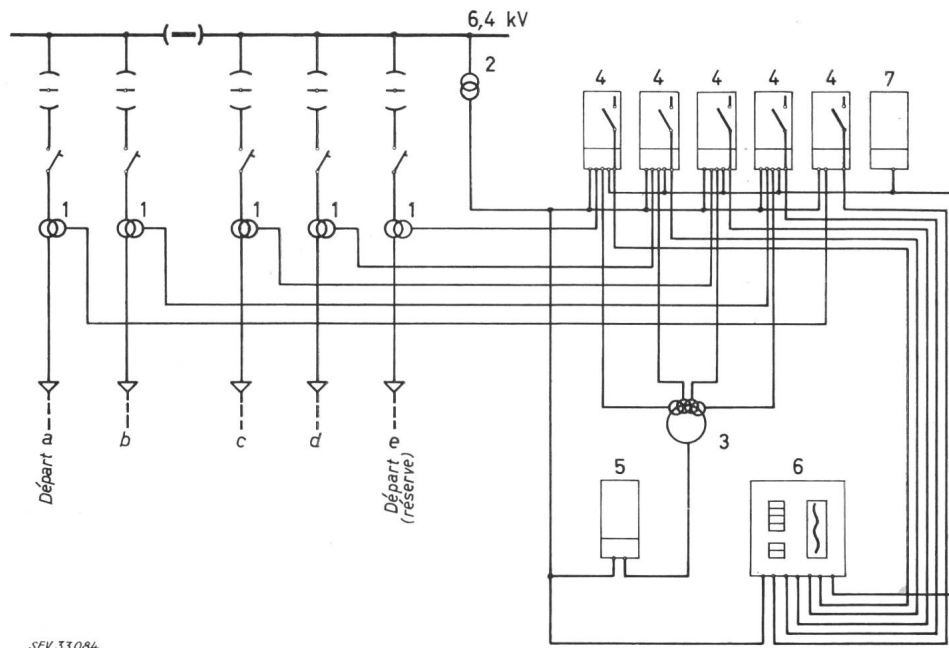 6,4 kV
2
4 4 4 4 4 7
1 1 1 1 1
3
5 6
Départ a
b
c
d
Départ e
(réserve)
SEV 33084